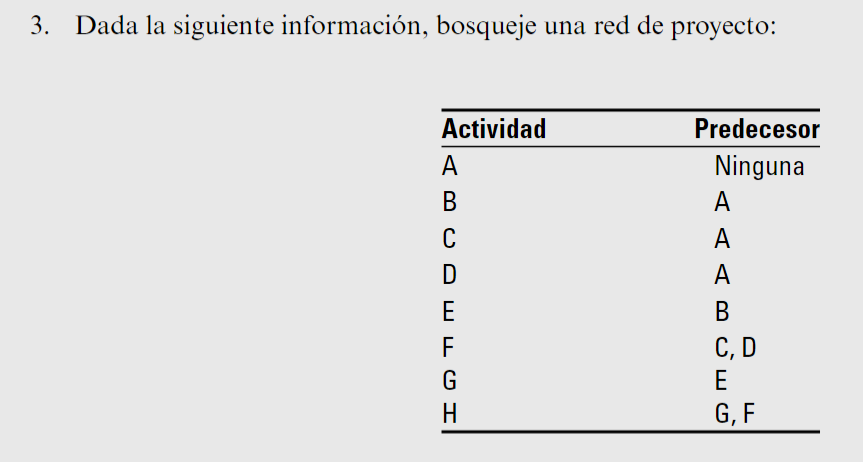 3. Dada la siguiente información, bosqueje una red de proyecto:
Actividad Predecesor
A Ninguna
B A
C A
D A
E B
F C, D
G E
H G, F